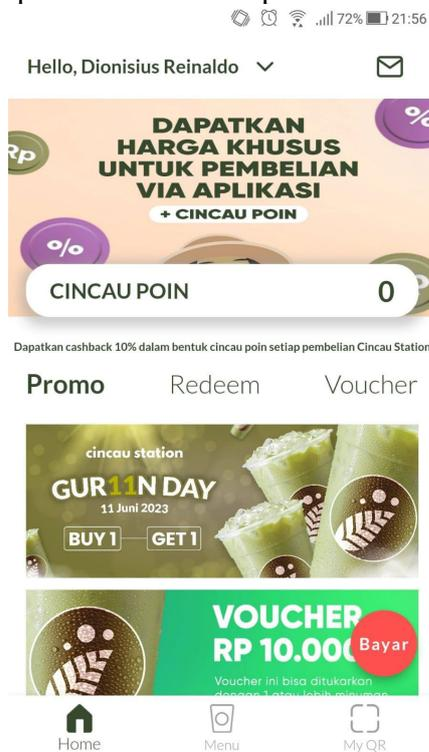 72% 21:56
Hello, Dionisius Reinaldo
DAPATKAN
HARGA KHUSUS
UNTUK PEMBELIAN
VIA APLIKASI
+ CINCAU POIN
Rp
%
%
CINCAU POIN 0
Dapatkan cashback 10% dalam bentuk cincau poin setiap pembelian Cincau Station
Promo Redeem Voucher
cincau station
GUR11N DAY
11 Juni 2023
BUY 1 GET 1
VOUCHER
RP 10.000
Bayar
Voucher ini bisa ditukarkan
dengan 1 atau lebih minuman
Home Menu My QR